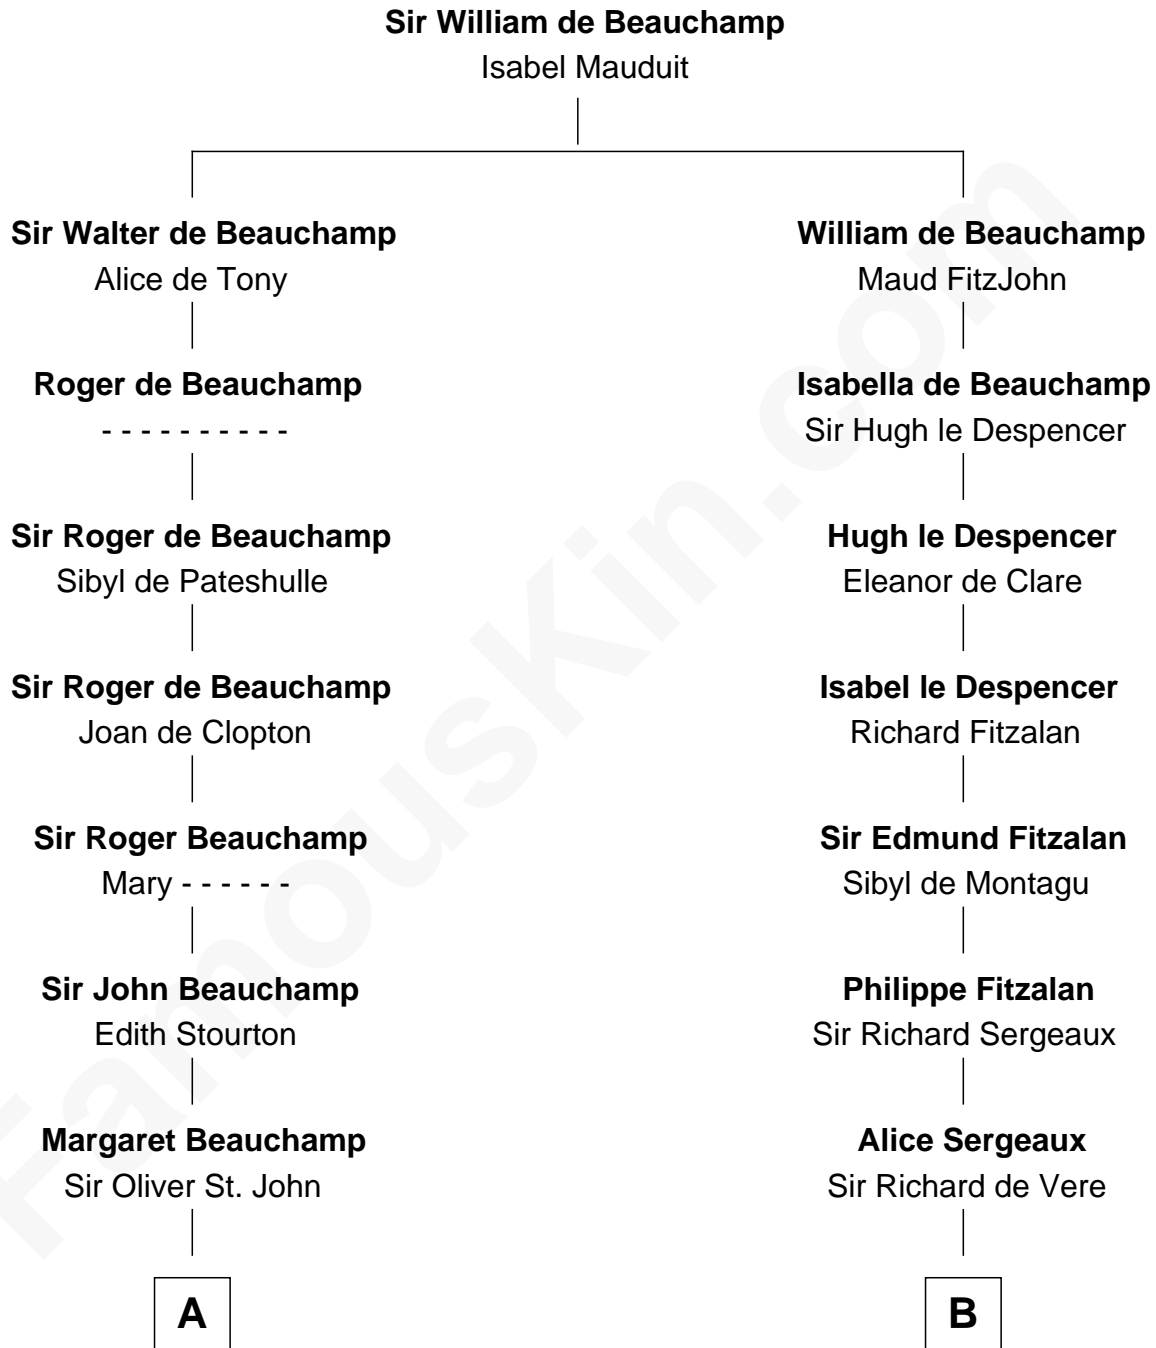 Sir William de Beauchamp
Isabel Mauduit
Sir Walter de Beauchamp
Alice de Tony
Roger de Beauchamp
- - - - - - - - - -
Sir Roger de Beauchamp
Sibyl de Pateshulle
Sir Roger de Beauchamp
Joan de Clopton
Sir Roger Beauchamp
Mary - - - - - -
Sir John Beauchamp
Edith Stourton
Margaret Beauchamp
Sir Oliver St. John
A
William de Beauchamp
Maud FitzJohn
Isabella de Beauchamp
Sir Hugh le Despencer
Hugh le Despencer
Eleanor de Clare
Isabel le Despencer
Richard Fitzalan
Sir Edmund Fitzalan
Sibyl de Montagu
Philippe Fitzalan
Sir Richard Sergeaux
Alice Sergeaux
Sir Richard de Vere
B
FamousKin.com